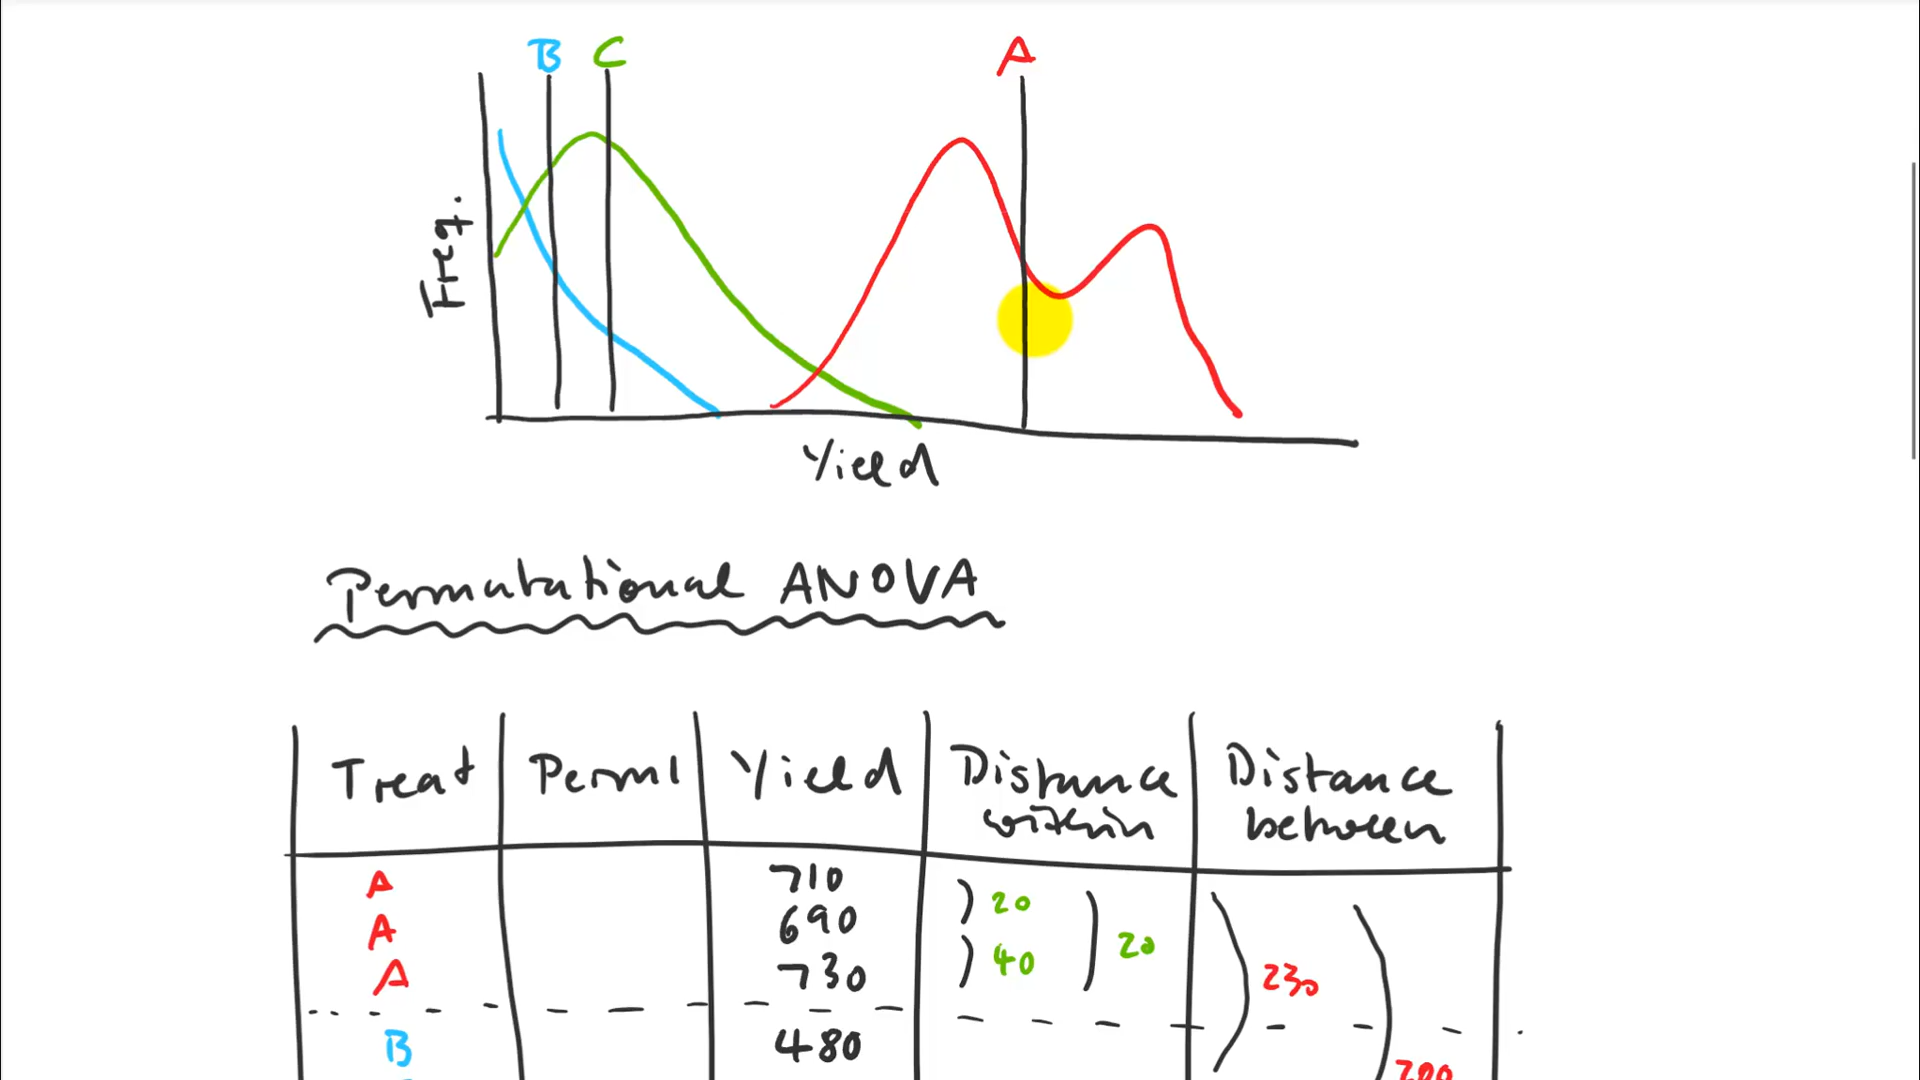 B C A
Freq.
Yield
Permutational ANOVA
Treat Perm1 Yield Distance within Distance between
A 710
20
A 690
20
40
A 730
230
B 480